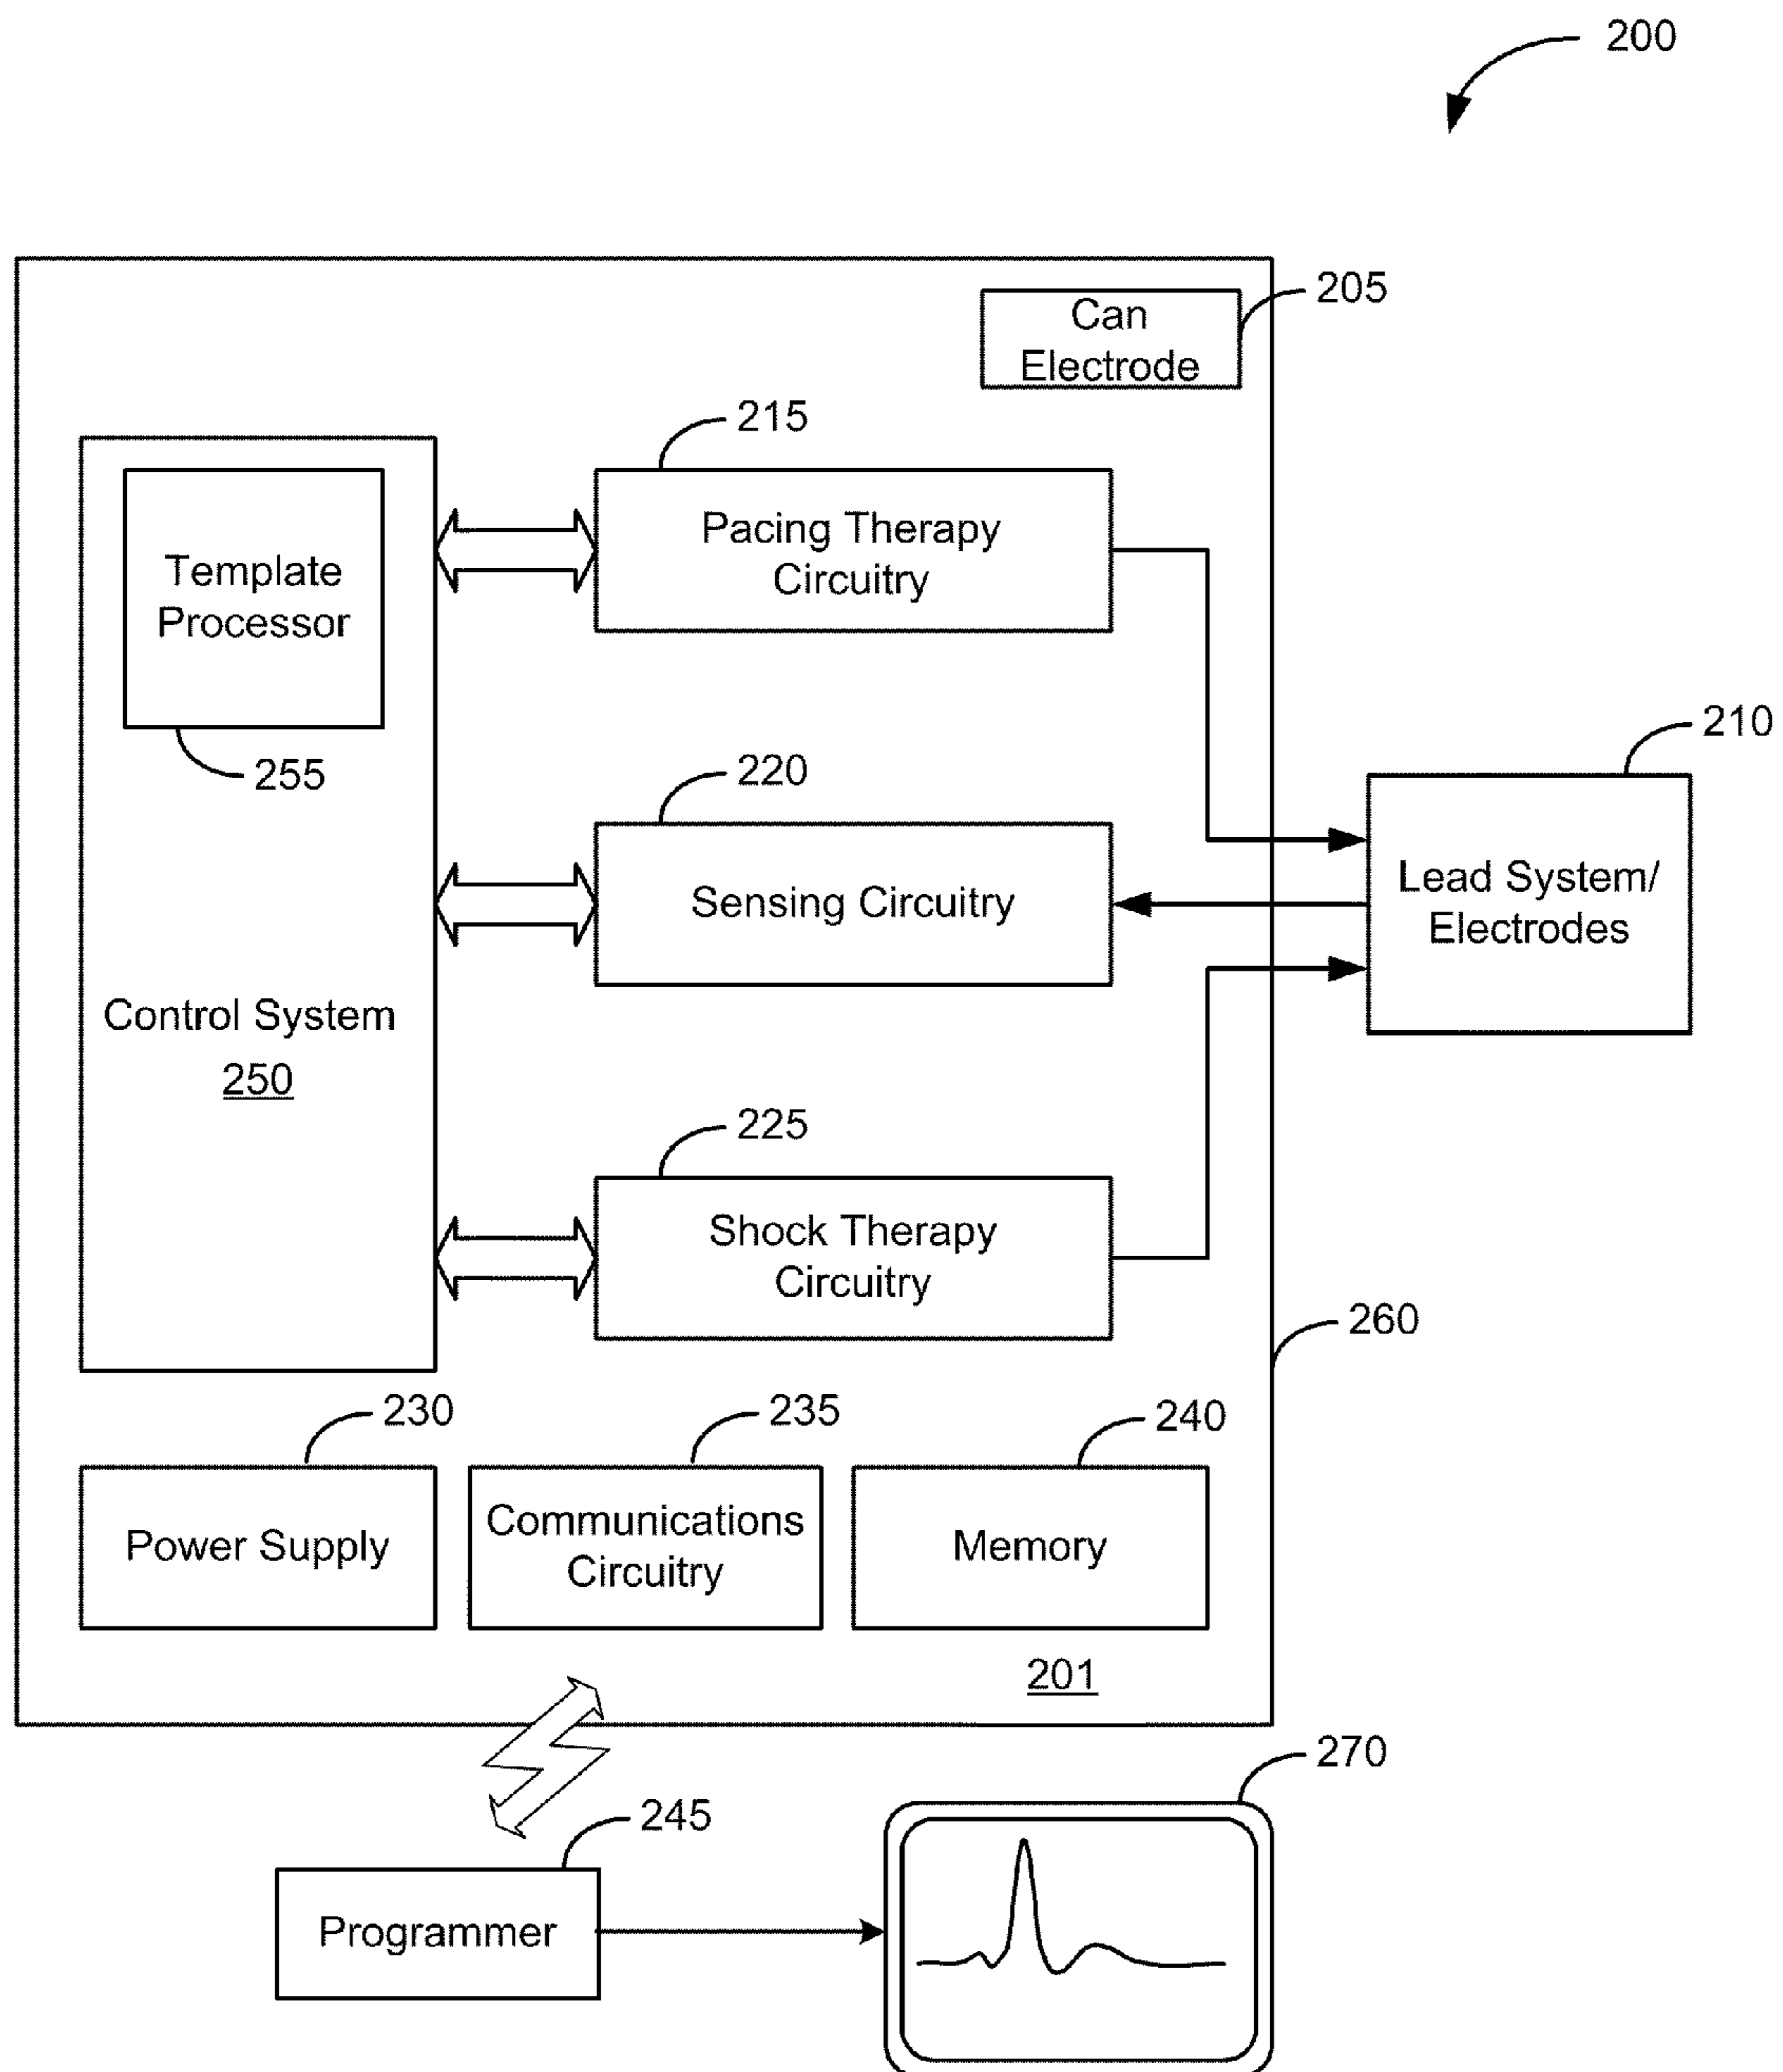 200
205
Can
Electrode
215
Pacing Therapy
Circuitry
Template
Processor
255
220
210
Sensing Circuitry
Lead System/
Electrodes
Control System
250
225
Shock Therapy
Circuitry
260
230
235
240
Power Supply
Communications
Circuitry
Memory
201
270
245
Programmer